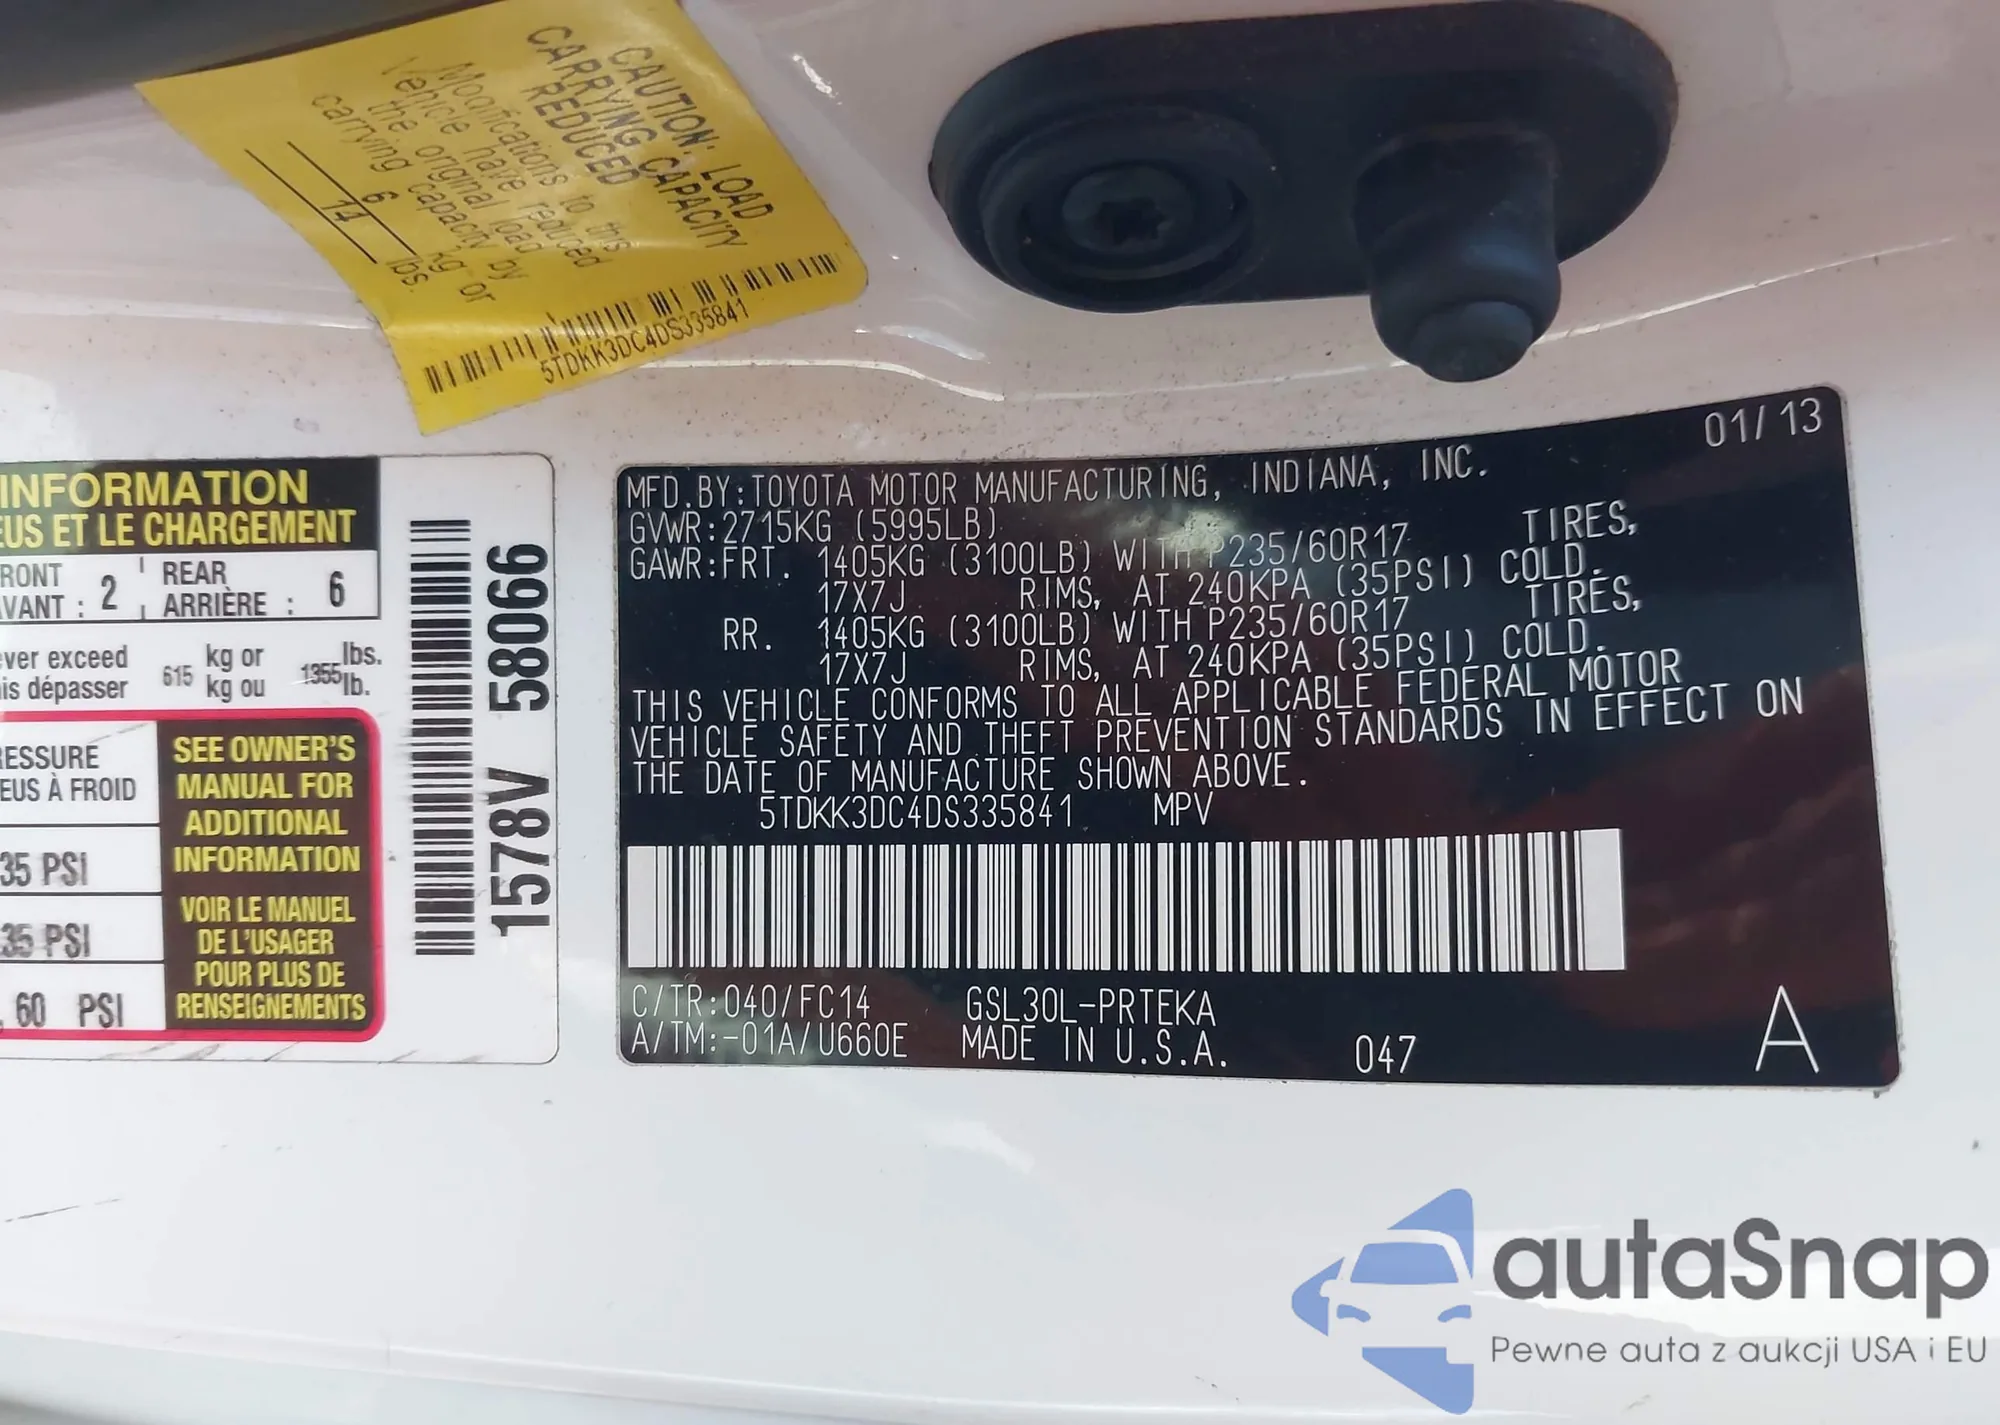 CAUTION: LOAD
CARRYING CAPACITY
REDUCED
Modifications to this
Vehicle have reduced
the original load
carrying capacity by
6 kg or
14 lbs.
5TDKK3DC4DS335841
INFORMATION
EUS ET LE CHARGEMENT
RONT
AVANT : 2
REAR
ARRIÈRE : 6
ever exceed
is dépasser
615 kg or
kg ou
1355 lbs.
lb.
RESSURE
EUS À FROID
35 PSI
35 PSI
60 PSI
SEE OWNER'S
MANUAL FOR
ADDITIONAL
INFORMATION
VOIR LE MANUEL
DE L'USAGER
POUR PLUS DE
RENSEIGNEMENTS
1578V 58066
01/13
MFD.BY:TOYOTA MOTOR MANUFACTURING, INDIANA, INC.
GVWR:2715KG (5995LB)
GAWR:FRT. 1405KG (3100LB) WITH P235/60R17 TIRES,
17X7J RIMS, AT 240KPA (35PSI) COLD.
RR. 1405KG (3100LB) WITH P235/60R17 TIRES,
17X7J RIMS, AT 240KPA (35PSI) COLD.
THIS VEHICLE CONFORMS TO ALL APPLICABLE FEDERAL MOTOR
VEHICLE SAFETY AND THEFT PREVENTION STANDARDS IN EFFECT ON
THE DATE OF MANUFACTURE SHOWN ABOVE.
5TDKK3DC4DS335841 MPV
C/TR:040/FC14 GSL30L-PRTEKA
A/TM:-01A/U660E MADE IN U.S.A. 047 A
autaSnap
Pewne auta z aukcji USA i EU